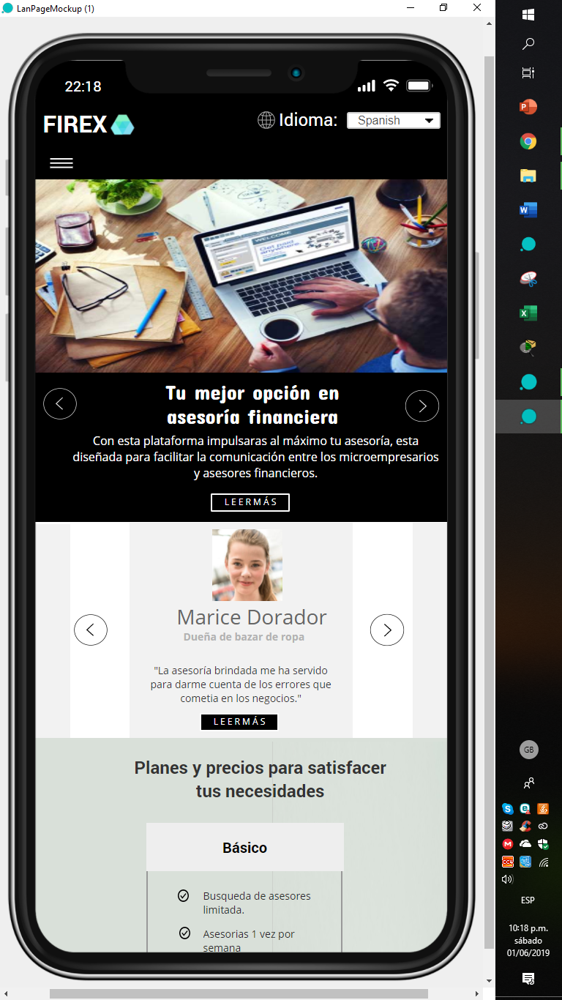 LanPageMockup (1)
22:18
FIREX
Idioma:
Spanish
WELCOME
Get paid
anywhere.
Tu mejor opción en
asesoría financiera
Con esta plataforma impulsaras al máximo tu asesoría, esta
diseñada para facilitar la comunicación entre los microempresarios
y asesores financieros.
LEERMÁS
Marice Dorador
Dueña de bazar de ropa
"La asesoría brindada me ha servido
para darme cuenta de los errores que
cometia en los negocios."
LEERMÁS
Planes y precios para satisfacer
tus necesidades
Básico
Busqueda de asesores
limitada.
Asesorias 1 vez por
semana
GB
ESP
10:18 p.m.
sábado
01/06/2019